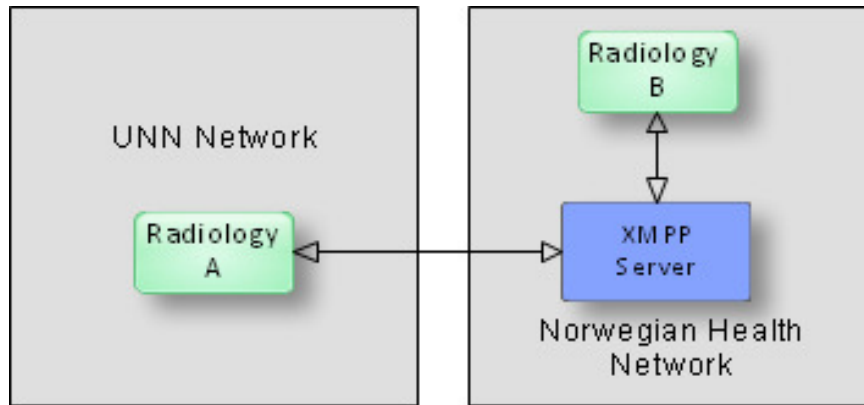 UNN Network
Radiology
A
Radiology
B
XMPP
Server
Norwegian Health
Network